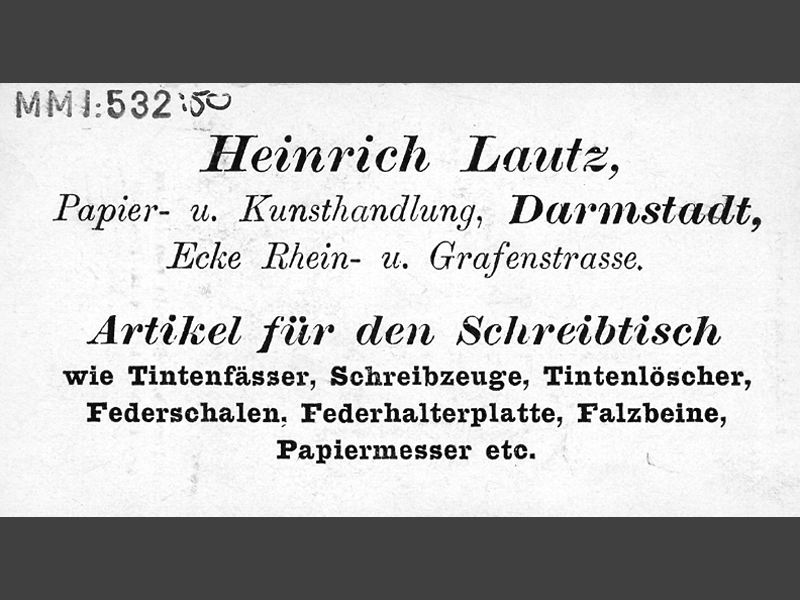 MMI:532:50
Heinrich Lautz,
Papier- u. Kunsthandlung, Darmstadt,
Ecke Rhein- u. Grafenstrasse.
Artikel für den Schreibtisch
wie Tintenfässer, Schreibzeuge, Tintenlöscher,
Federschalen, Federhalterplatte, Falzbeine,
Papiermesser etc.